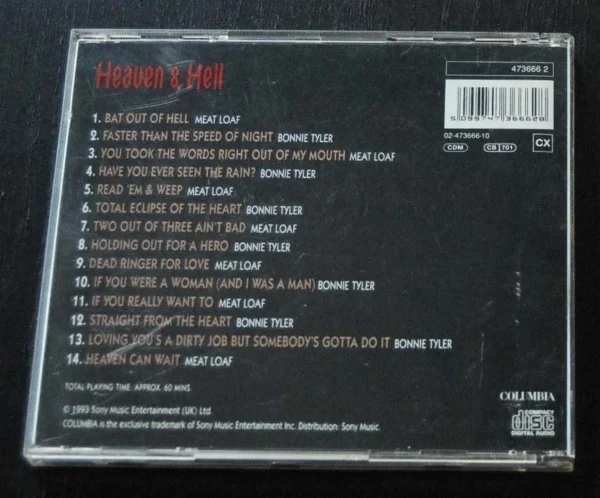 Heaven & Hell
473666 2
5 099747 366628
02-473666-10
CDM
CB 701
CX
1. BAT OUT OF HELL MEAT LOAF
2. FASTER THAN THE SPEED OF NIGHT BONNIE TYLER
3. YOU TOOK THE WORDS RIGHT OUT OF MY MOUTH MEAT LOAF
4. HAVE YOU EVER SEEN THE RAIN? BONNIE TYLER
5. READ 'EM & WEEP MEAT LOAF
6. TOTAL ECLIPSE OF THE HEART BONNIE TYLER
7. TWO OUT OF THREE AIN'T BAD MEAT LOAF
8. HOLDING OUT FOR A HERO BONNIE TYLER
9. DEAD RINGER FOR LOVE MEAT LOAF
10. IF YOU WERE A WOMAN (AND I WAS A MAN) BONNIE TYLER
11. IF YOU REALLY WANT TO MEAT LOAF
12. STRAIGHT FROM THE HEART BONNIE TYLER
13. LOVING YOU'S A DIRTY JOB BUT SOMEBODY'S GOTTA DO IT BONNIE TYLER
14. HEAVEN CAN WAIT MEAT LOAF
TOTAL PLAYING TIME: APPROX. 60 MINS.
© 1993 Sony Music Entertainment (UK) Ltd.
COLUMBIA is the exclusive trademark of Sony Music Entertainment Inc. Distribution: Sony Music.
COLUMBIA
COMPACT
disc
DIGITAL AUDIO